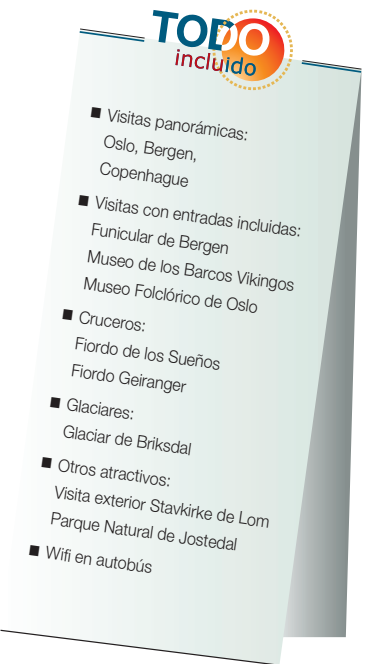 TODO
incluido
■ Visitas panorámicas:
Oslo, Bergen,
Copenhague
■ Visitas con entradas incluidas:
Funicular de Bergen
Museo de los Barcos Vikingos
Museo Folclórico de Oslo
■ Cruceros:
Fiordo de los Sueños
Fiordo Geiranger
■ Glaciares:
Glaciar de Briksdal
■ Otros atractivos:
Visita exterior Stavkirke de Lom
Parque Natural de Jostedal
■ Wifi en autobús